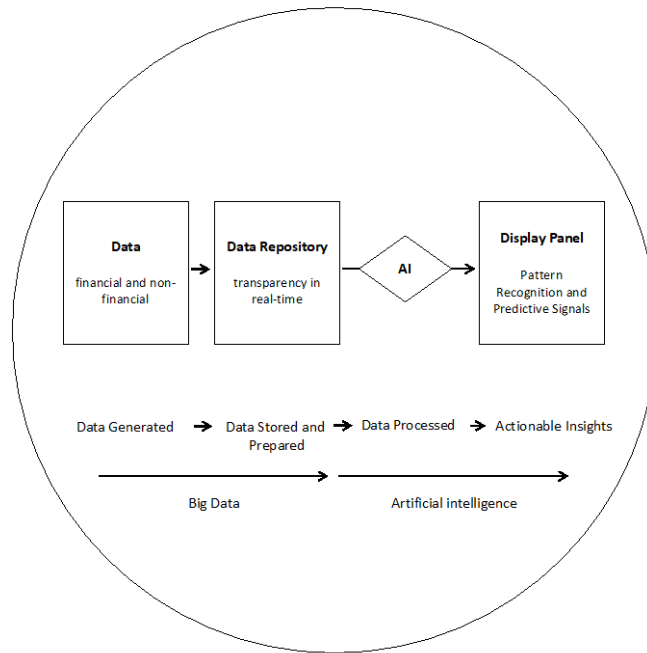 Data
financial and non-
financial
Data Repository
transparency in
real-time
AI
Display Panel
Pattern
Recognition and
Predictive Signals
Data Generated
Data Stored and
Prepared
Data Processed
Actionable Insights
Big Data
Artificial intelligence